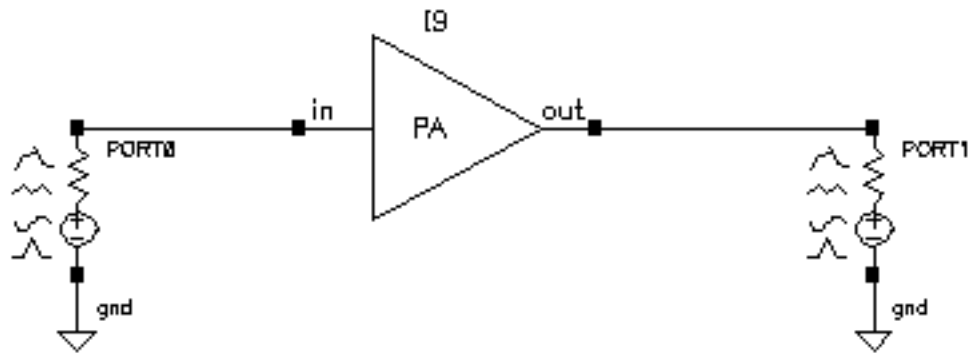 I9
in
PA
out
PORT0
PORT1
gnd
gnd